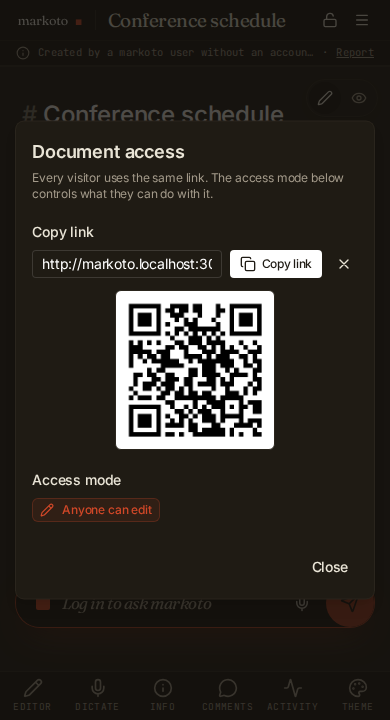 markoto
Conference schedule
Created by a markoto user without an accoun… · Report
# Conference schedule
Document access
Every visitor uses the same link. The access mode below
controls what they can do with it.
Copy link
http://markoto.localhost:30
Copy link
Access mode
Anyone can edit
Close
Log in to ask markoto
EDITOR DICTATE INFO COMMENTS ACTIVITY THEME